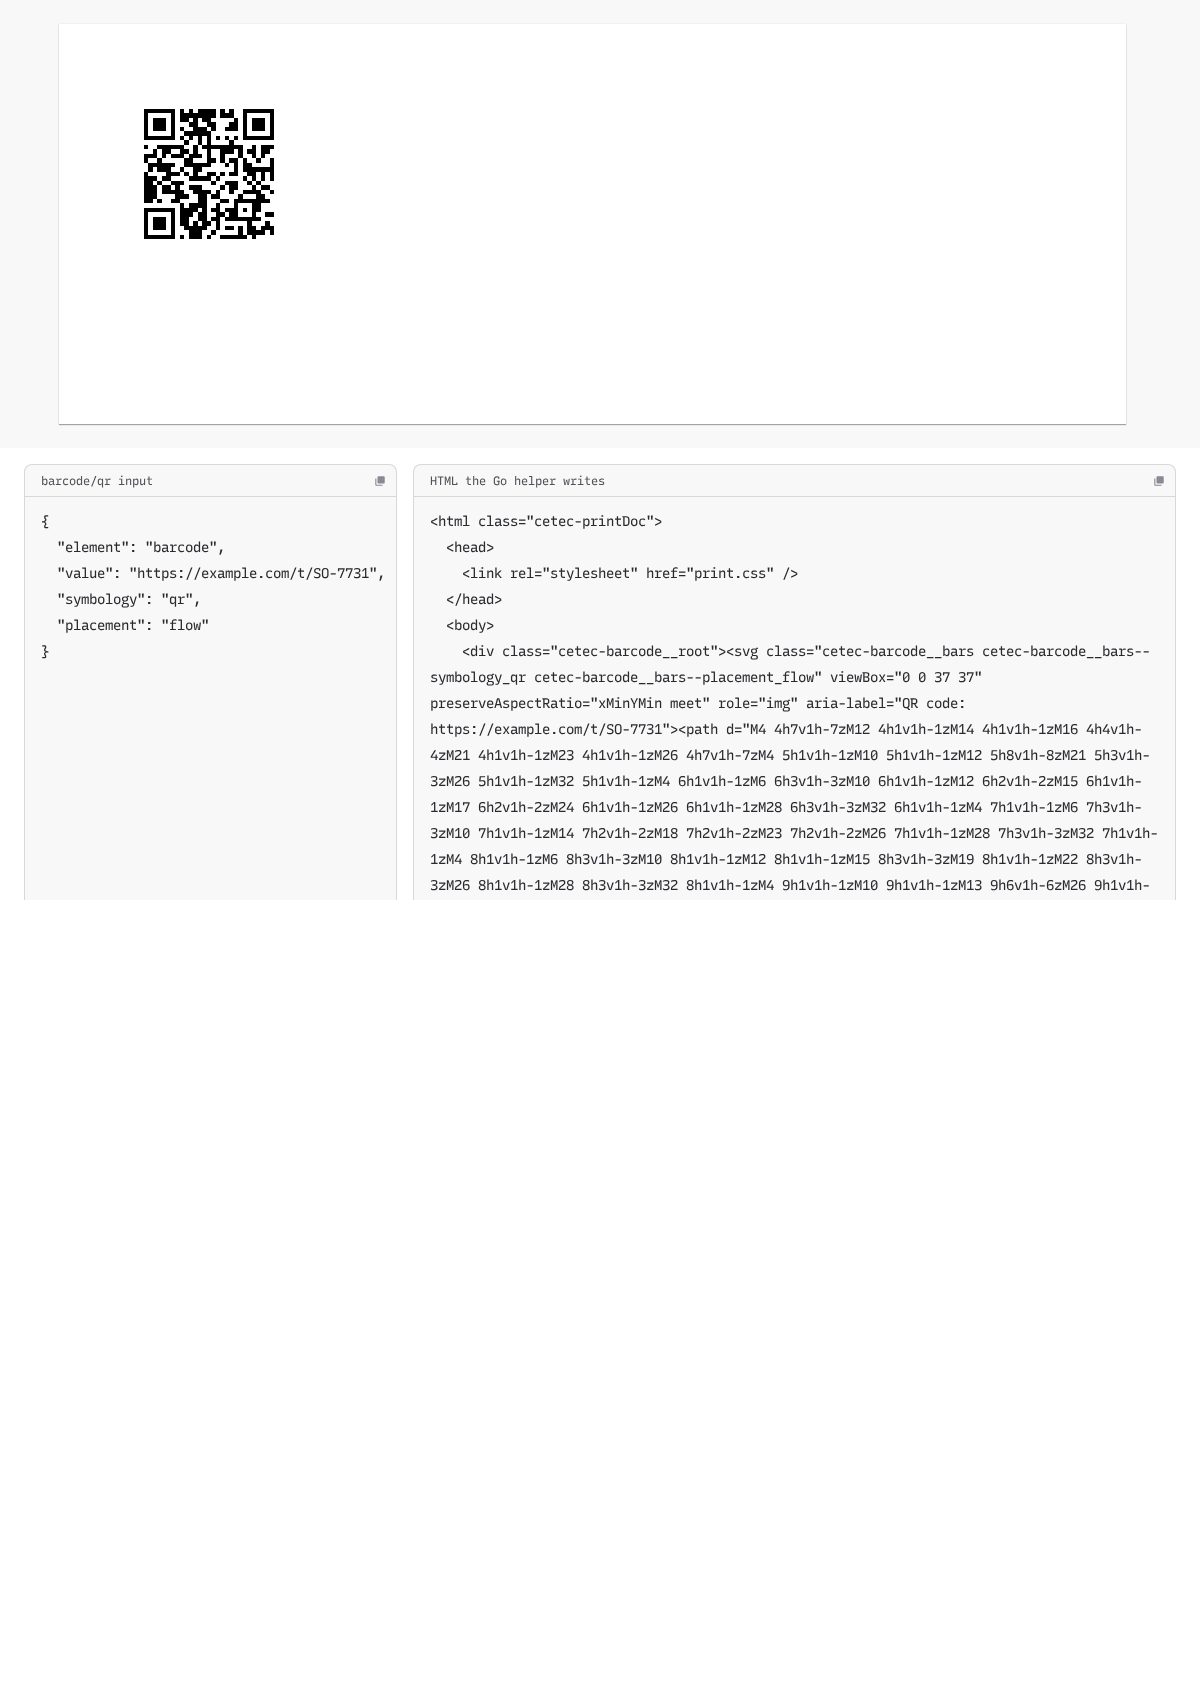 barcode/qr input
{
  "element": "barcode",
  "value": "https://example.com/t/SO-7731",
  "symbology": "qr",
  "placement": "flow"
}
HTML the Go helper writes
<html class="cetec-printDoc">
  <head>
    <link rel="stylesheet" href="print.css" />
  </head>
  <body>
    <div class="cetec-barcode__root"><svg class="cetec-barcode__bars cetec-barcode__bars--
symbology_qr cetec-barcode__bars--placement_flow" viewBox="0 0 37 37"
preserveAspectRatio="xMinYMin meet" role="img" aria-label="QR code:
https://example.com/t/SO-7731"><path d="M4 4h7v1h-7zM12 4h1v1h-1zM14 4h1v1h-1zM16 4h4v1h-
4zM21 4h1v1h-1zM23 4h1v1h-1zM26 4h7v1h-7zM4 5h1v1h-1zM10 5h1v1h-1zM12 5h8v1h-8zM21 5h3v1h-
3zM26 5h1v1h-1zM32 5h1v1h-1zM4 6h1v1h-1zM6 6h3v1h-3zM10 6h1v1h-1zM12 6h2v1h-2zM15 6h1v1h-
1zM17 6h2v1h-2zM24 6h1v1h-1zM26 6h1v1h-1zM28 6h3v1h-3zM32 6h1v1h-1zM4 7h1v1h-1zM6 7h3v1h-
3zM10 7h1v1h-1zM14 7h2v1h-2zM18 7h2v1h-2zM23 7h2v1h-2zM26 7h1v1h-1zM28 7h3v1h-3zM32 7h1v1h-
1zM4 8h1v1h-1zM6 8h3v1h-3zM10 8h1v1h-1zM12 8h1v1h-1zM15 8h3v1h-3zM19 8h1v1h-1zM22 8h3v1h-
3zM26 8h1v1h-1zM28 8h3v1h-3zM32 8h1v1h-1zM4 9h1v1h-1zM10 9h1v1h-1zM13 9h6v1h-6zM26 9h1v1h-